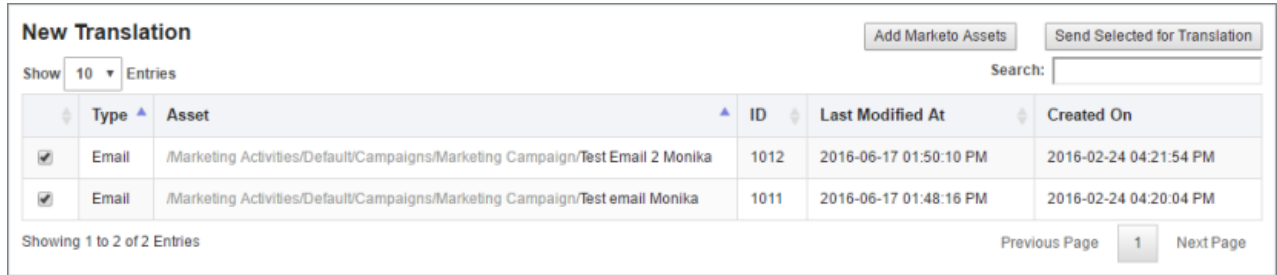 New Translation Add Marketo Assets Send Selected for Translation
Show 10 Entries Search:
Type Asset ID Last Modified At Created On
Email /Marketing Activities/Default/Campaigns/Marketing Campaign/Test Email 2 Monika 1012 2016-06-17 01:50:10 PM 2016-02-24 04:21:54 PM
Email /Marketing Activities/Default/Campaigns/Marketing Campaign/Test email Monika 1011 2016-06-17 01:48:16 PM 2016-02-24 04:20:04 PM
Showing 1 to 2 of 2 Entries Previous Page 1 Next Page